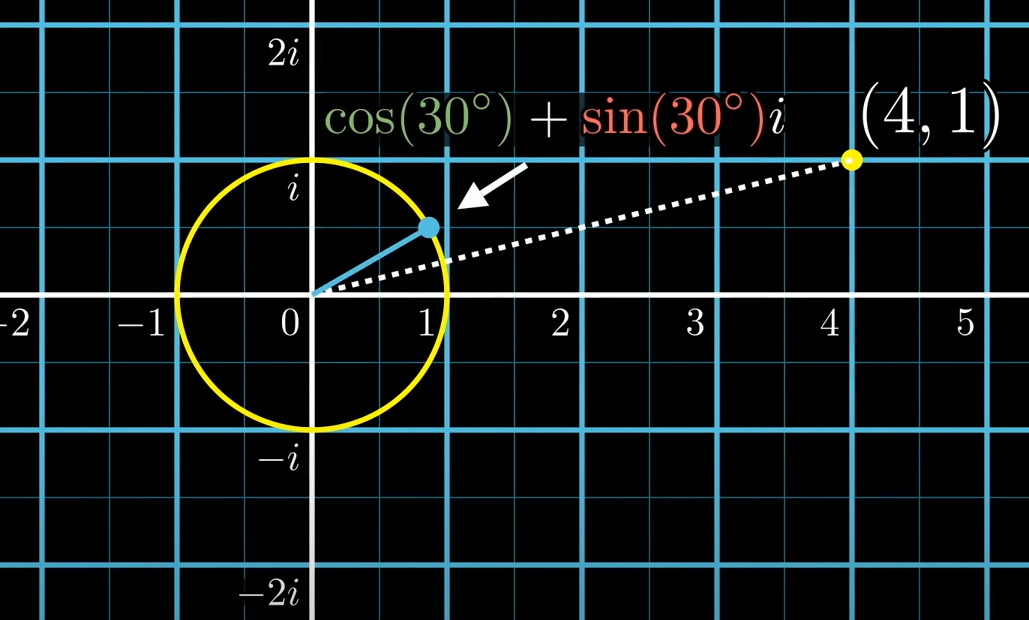 2i
cos(30°) + sin(30°)i
(4, 1)
i
-2 −1 0 1 2 3 4 5
−i
−2i